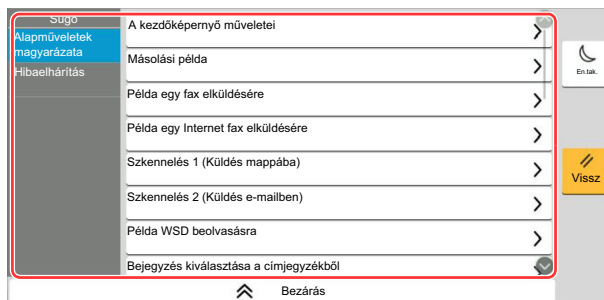 Súgó
Alapműveletek
magyarázata
Hibaelhárítás
A kezdőképernyő műveletei
Másolási példa
Példa egy fax elküldésére
Példa egy Internet fax elküldésére
Szkennelés 1 (Küldés mappába)
Szkennelés 2 (Küldés e-mailben)
Példa WSD beolvasásra
Bejegyzés kiválasztása a címjegyzékből
Bezárás
En.tak.
Vissz